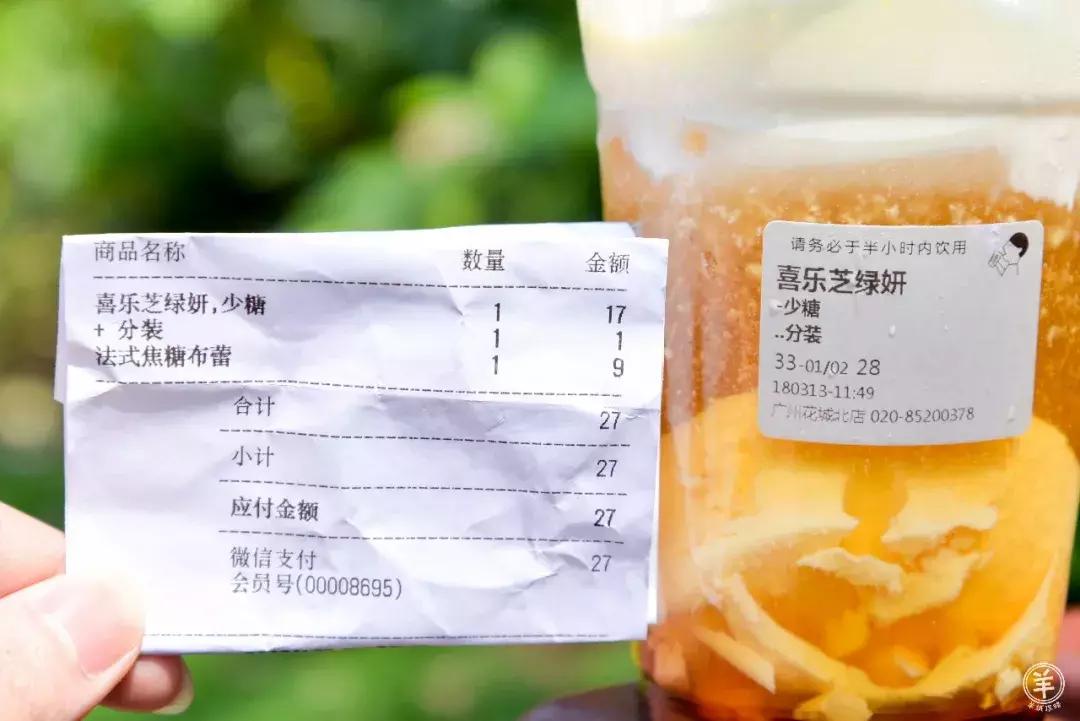 商品名称 数量 金额
喜乐芝绿妍,少糖 1 17
+ 分装 1 1
法式焦糖布蕾 1 9
合计 27
小计 27
应付金额 27
微信支付 27
会员号(00008695)
请务必于半小时内饮用
喜乐芝绿妍
-少糖
..分装
33-01/02 28
180313-11:49
广州花城北店 020-85200378
羊